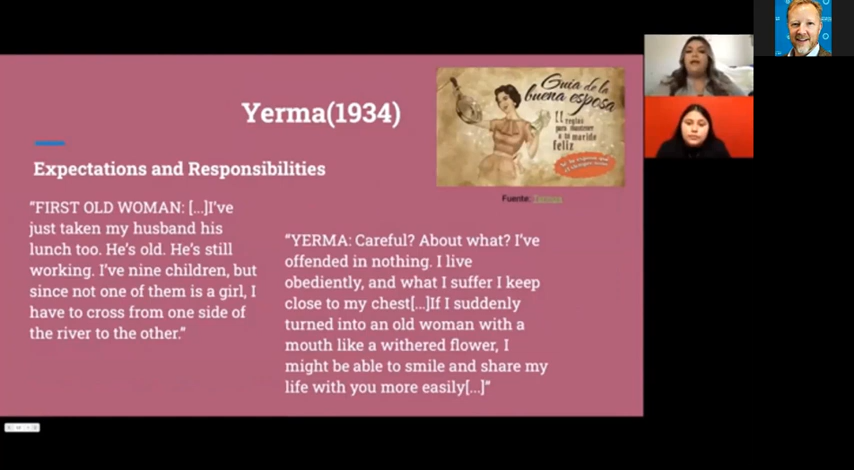 Yerma(1934)
Guía de la
buena esposa
11
reglas
para mantener
a tu marido
feliz
Fuente:
Expectations and Responsibilities
“FIRST OLD WOMAN: [...]I’ve
just taken my husband his
lunch too. He’s old. He’s still
working. I’ve nine children, but
since not one of them is a girl, I
have to cross from one side of
the river to the other.”
“YERMA: Careful? About what? I’ve
offended in nothing. I live
obediently, and what I suffer I keep
close to my chest[...]If I suddenly
turned into an old woman with a
mouth like a withered flower, I
might be able to smile and share my
life with you more easily[...]”